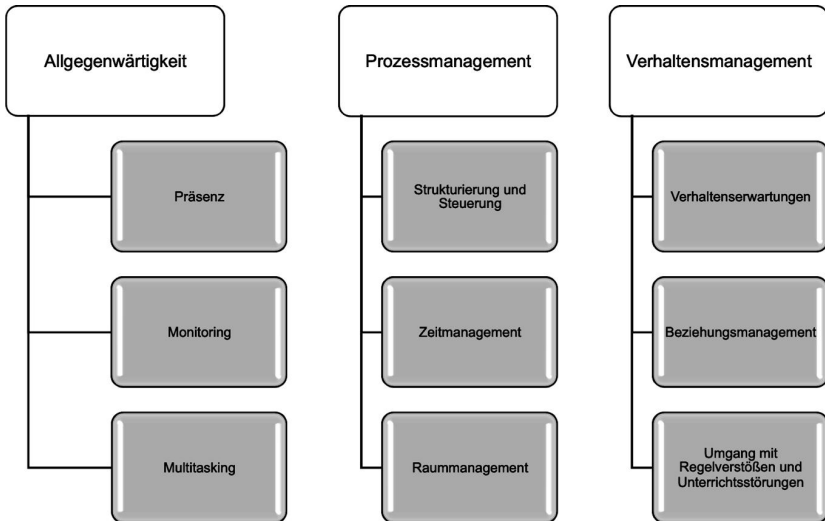 Allgegenwärtigkeit
Präsenz
Monitoring
Multitasking
Prozessmanagement
Strukturierung und
Steuerung
Zeitmanagement
Raummanagement
Verhaltensmanagement
Verhaltenserwartungen
Beziehungsmanagement
Umgang mit
Regelverstößen und
Unterrichtsstörungen